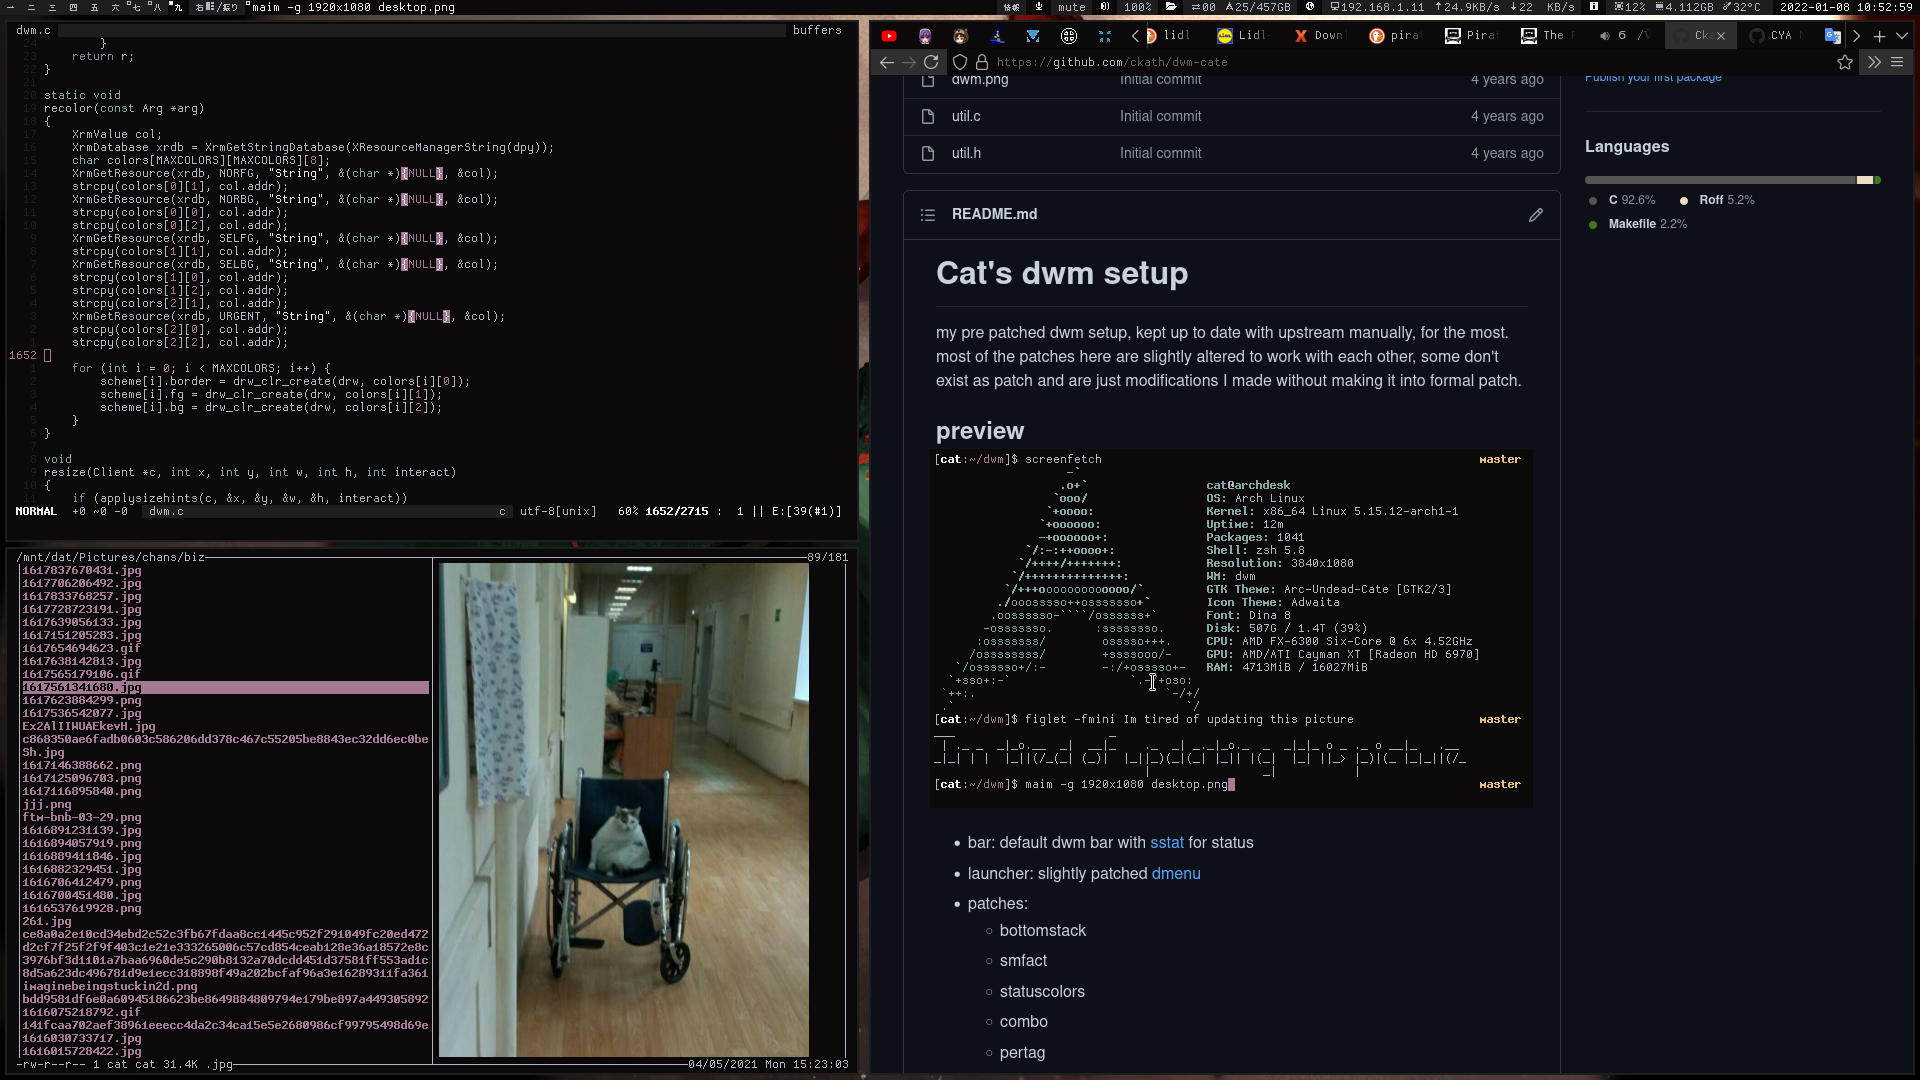 一 二 三 四 五 六 七 八 九
maim -g 1920x1080 desktop.png
mute 100% ⇄00 25/457GB 192.168.1.11 ↑24.9KB/s ↓22 KB/s 12% 4.112GB 32°C 2022-01-08 10:52:59
dwm.c buffers
24 }
23 return r;
22 }
21
20 static void
19 recolor(const Arg *arg)
18 {
17 XrmValue col;
16 XrmDatabase xrdb = XrmGetStringDatabase(XResourceManagerString(dpy));
15 char colors[MAXCOLORS][MAXCOLORS][8];
14 XrmGetResource(xrdb, NORFG, "String", &(char *){NULL}, &col);
13 strcpy(colors[0][1], col.addr);
12 XrmGetResource(xrdb, NORBG, "String", &(char *){NULL}, &col);
11 strcpy(colors[0][0], col.addr);
10 strcpy(colors[0][2], col.addr);
9 XrmGetResource(xrdb, SELFG, "String", &(char *){NULL}, &col);
8 strcpy(colors[1][1], col.addr);
7 XrmGetResource(xrdb, SELBG, "String", &(char *){NULL}, &col);
6 strcpy(colors[1][0], col.addr);
5 strcpy(colors[1][2], col.addr);
4 strcpy(colors[2][1], col.addr);
3 XrmGetResource(xrdb, URGENT, "String", &(char *){NULL}, &col);
2 strcpy(colors[2][0], col.addr);
1 strcpy(colors[2][2], col.addr);
1652
1 for (int i = 0; i < MAXCOLORS; i++) {
2 scheme[i].border = drw_clr_create(drw, colors[i][0]);
3 scheme[i].fg = drw_clr_create(drw, colors[i][1]);
4 scheme[i].bg = drw_clr_create(drw, colors[i][2]);
5 }
6 }
7
8 void
9 resize(Client *c, int x, int y, int w, int h, int interact)
10 {
11 if (applysizehints(c, &x, &y, &w, &h, interact))
NORMAL +0 ~0 -0 dwm.c c utf-8[unix] 60% 1652/2715 : 1 || E:[39(#1)]
/mnt/dat/Pictures/chans/biz 89/181
1617837670431.jpg
1617706206492.jpg
1617833768257.jpg
1617728723191.jpg
1617639056133.jpg
1617151205283.jpg
1617654694623.gif
1617638142813.jpg
1617565179106.gif
1617561341680.jpg
1617623884299.png
1617536542077.jpg
Ex2AlIIWUAEkevH.jpg
c868350ae6fadb0603c586206dd378c467c55205be8843ec32dd6ec0be
Sh.jpg
1617146388662.png
1617125096703.png
1617116895840.png
jjj.png
ftw-bnb-03-29.png
1616891231139.jpg
1616894057919.png
1616889411846.jpg
1616882329451.jpg
1616706412479.png
1616700451480.jpg
1616537619928.png
261.jpg
ce8a0a2e10cd34ebd2c52c3fb67fdaa8cc1445c952f291049fc20ed472
d2cf7f25f2f9f403c1e21e333265006c57cd854ceab128e36a18572e8c
3976bf3d1101a7baa6960de5c290b8132a70dcdd451d37581ff553ad1c
8d5a623dc496781d9e1ecc318898f49a202bcfaf96a3e16289311fa361
imaginebeingstuckin2d.png
bdd9581df6e0a60945186623be8649884809794e179be897a449305892
1616075218792.gif
141fcaa702aef38961eeecc4da2c34ca15e5e2680986cf99795498d69e
1616030733717.jpg
1616015728422.jpg
-rw-r--r-- 1 cat cat 31.4K .jpg 04/05/2021 Mon 15:23:03
lidl Lidl- Down pirat Pirat The F 6 Cka CYA
https://github.com/ckath/dwm-cate
dwm.png Initial commit 4 years ago
util.c Initial commit 4 years ago
util.h Initial commit 4 years ago
Publish your first package
Languages
C 92.6% Roff 5.2%
Makefile 2.2%
README.md
Cat's dwm setup
my pre patched dwm setup, kept up to date with upstream manually, for the most.
most of the patches here are slightly altered to work with each other, some don't
exist as patch and are just modifications I made without making it into formal patch.
preview
[cat:~/dwm]$ screenfetch master
cat@archdesk
OS: Arch Linux
Kernel: x86_64 Linux 5.15.12-arch1-1
Uptime: 12m
Packages: 1041
Shell: zsh 5.8
Resolution: 3840x1080
WM: dwm
GTK Theme: Arc-Undead-Cate [GTK2/3]
Icon Theme: Adwaita
Font: Dina 8
Disk: 507G / 1.4T (39%)
CPU: AMD FX-6300 Six-Core @ 6x 4.52GHz
GPU: AMD/ATI Cayman XT [Radeon HD 6970]
RAM: 4713MiB / 16027MiB
[cat:~/dwm]$ figlet -fmini Im tired of updating this picture master
[cat:~/dwm]$ maim -g 1920x1080 desktop.png master
• bar: default dwm bar with sstat for status
• launcher: slightly patched dmenu
• patches:
○ bottomstack
○ smfact
○ statuscolors
○ combo
○ pertag